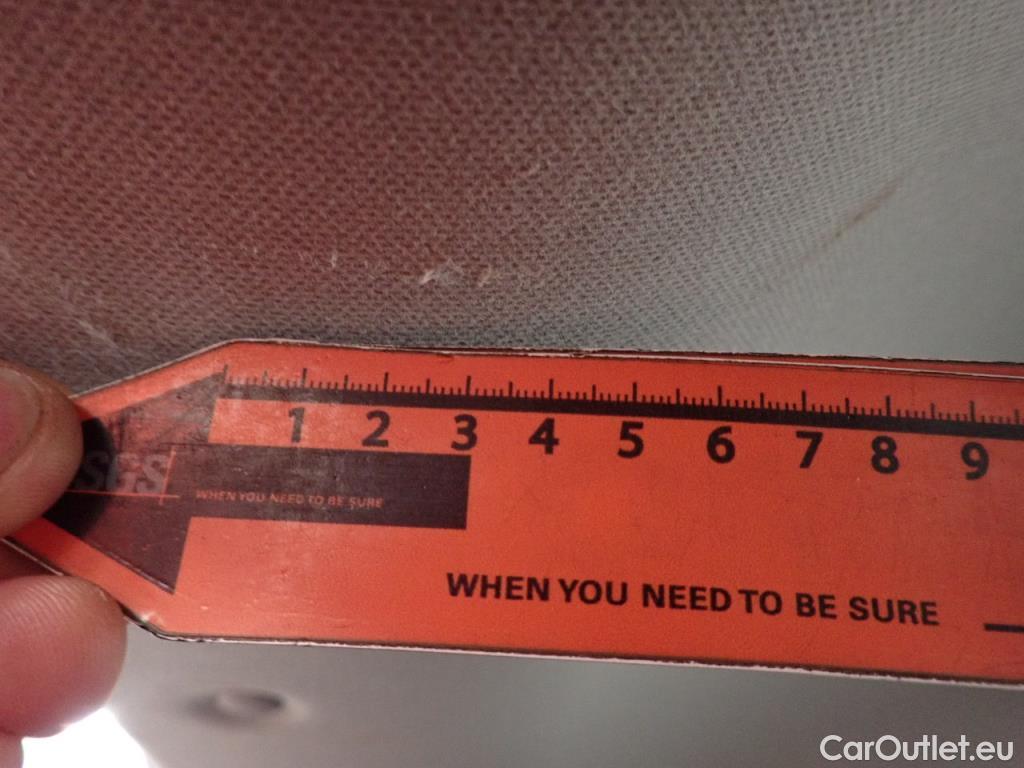 1 2 3 4 5 6 7 8 9
SGS
WHEN YOU NEED TO BE SURE
WHEN YOU NEED TO BE SURE
CarOutlet.eu